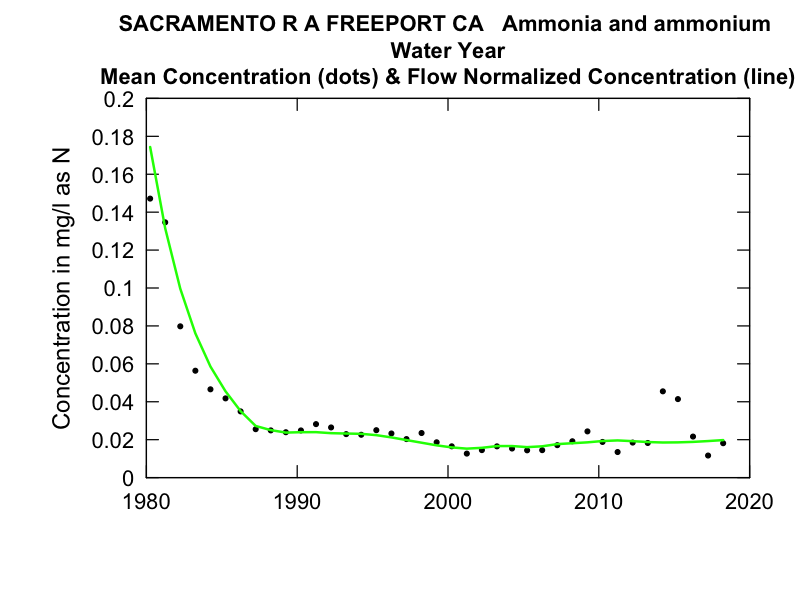 SACRAMENTO R A FREEPORT CA   Ammonia and ammonium
Water Year
Mean Concentration (dots) & Flow Normalized Concentration (line)
Concentration in mg/l as N
0.2
0.18
0.16
0.14
0.12
0.1
0.08
0.06
0.04
0.02
0
1980 1990 2000 2010 2020